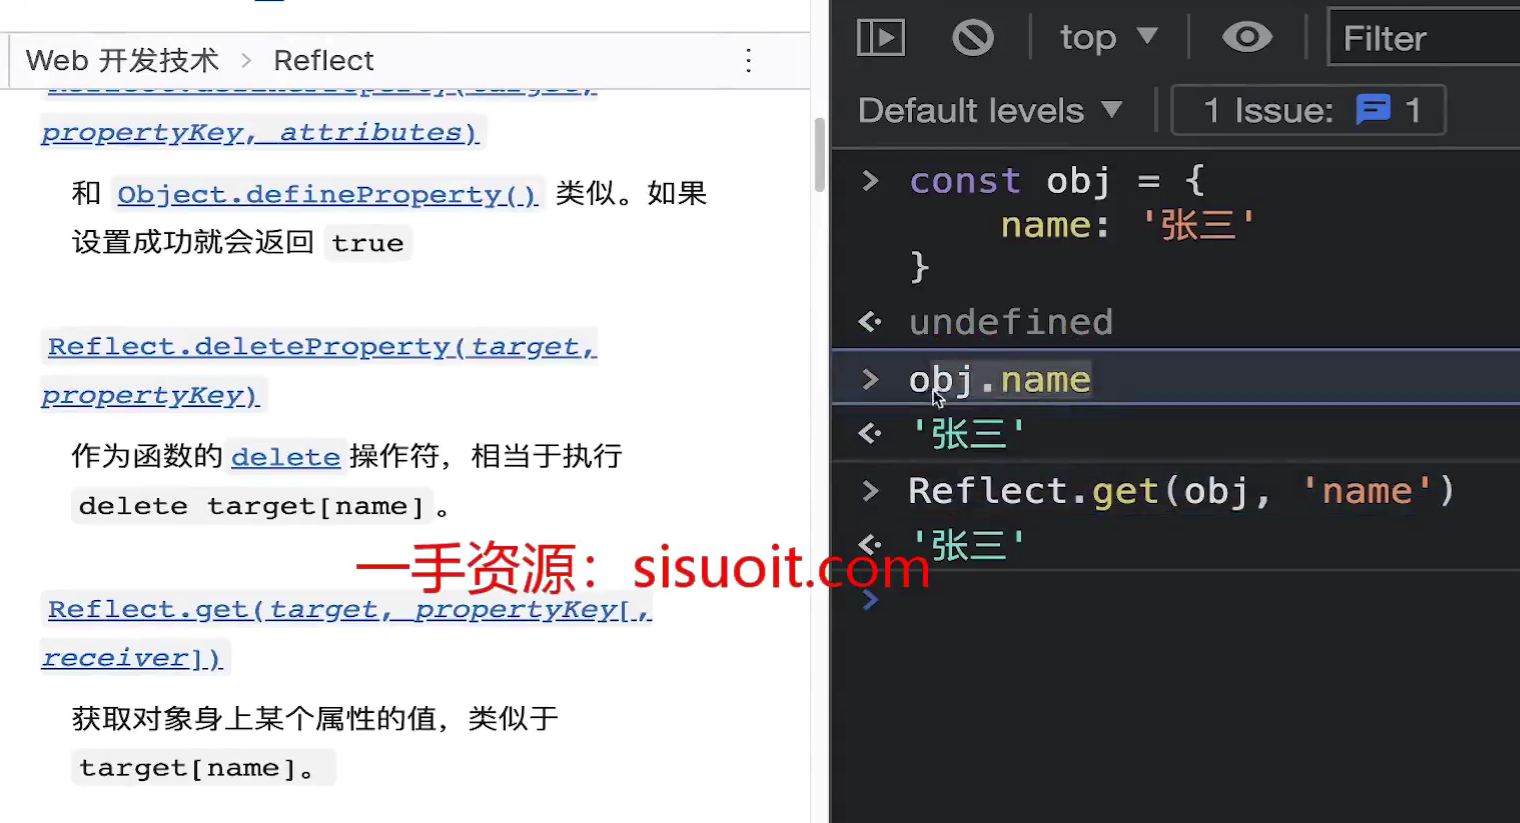 Web 开发技术 > Reflect
Reflect.defineProperty(target,
propertyKey, attributes)
和 Object.defineProperty() 类似。如果
设置成功就会返回 true
Reflect.deleteProperty(target,
propertyKey)
作为函数的 delete 操作符，相当于执行
delete target[name]。
Reflect.get(target, propertyKey[,
receiver])
获取对象身上某个属性的值，类似于
target[name]。
top
Filter
Default levels
1 Issue: 1
> const obj = {
name: '张三'
}
undefined
> obj.name
'张三'
> Reflect.get(obj, 'name')
'张三'
>
一手资源：sisuoit.com